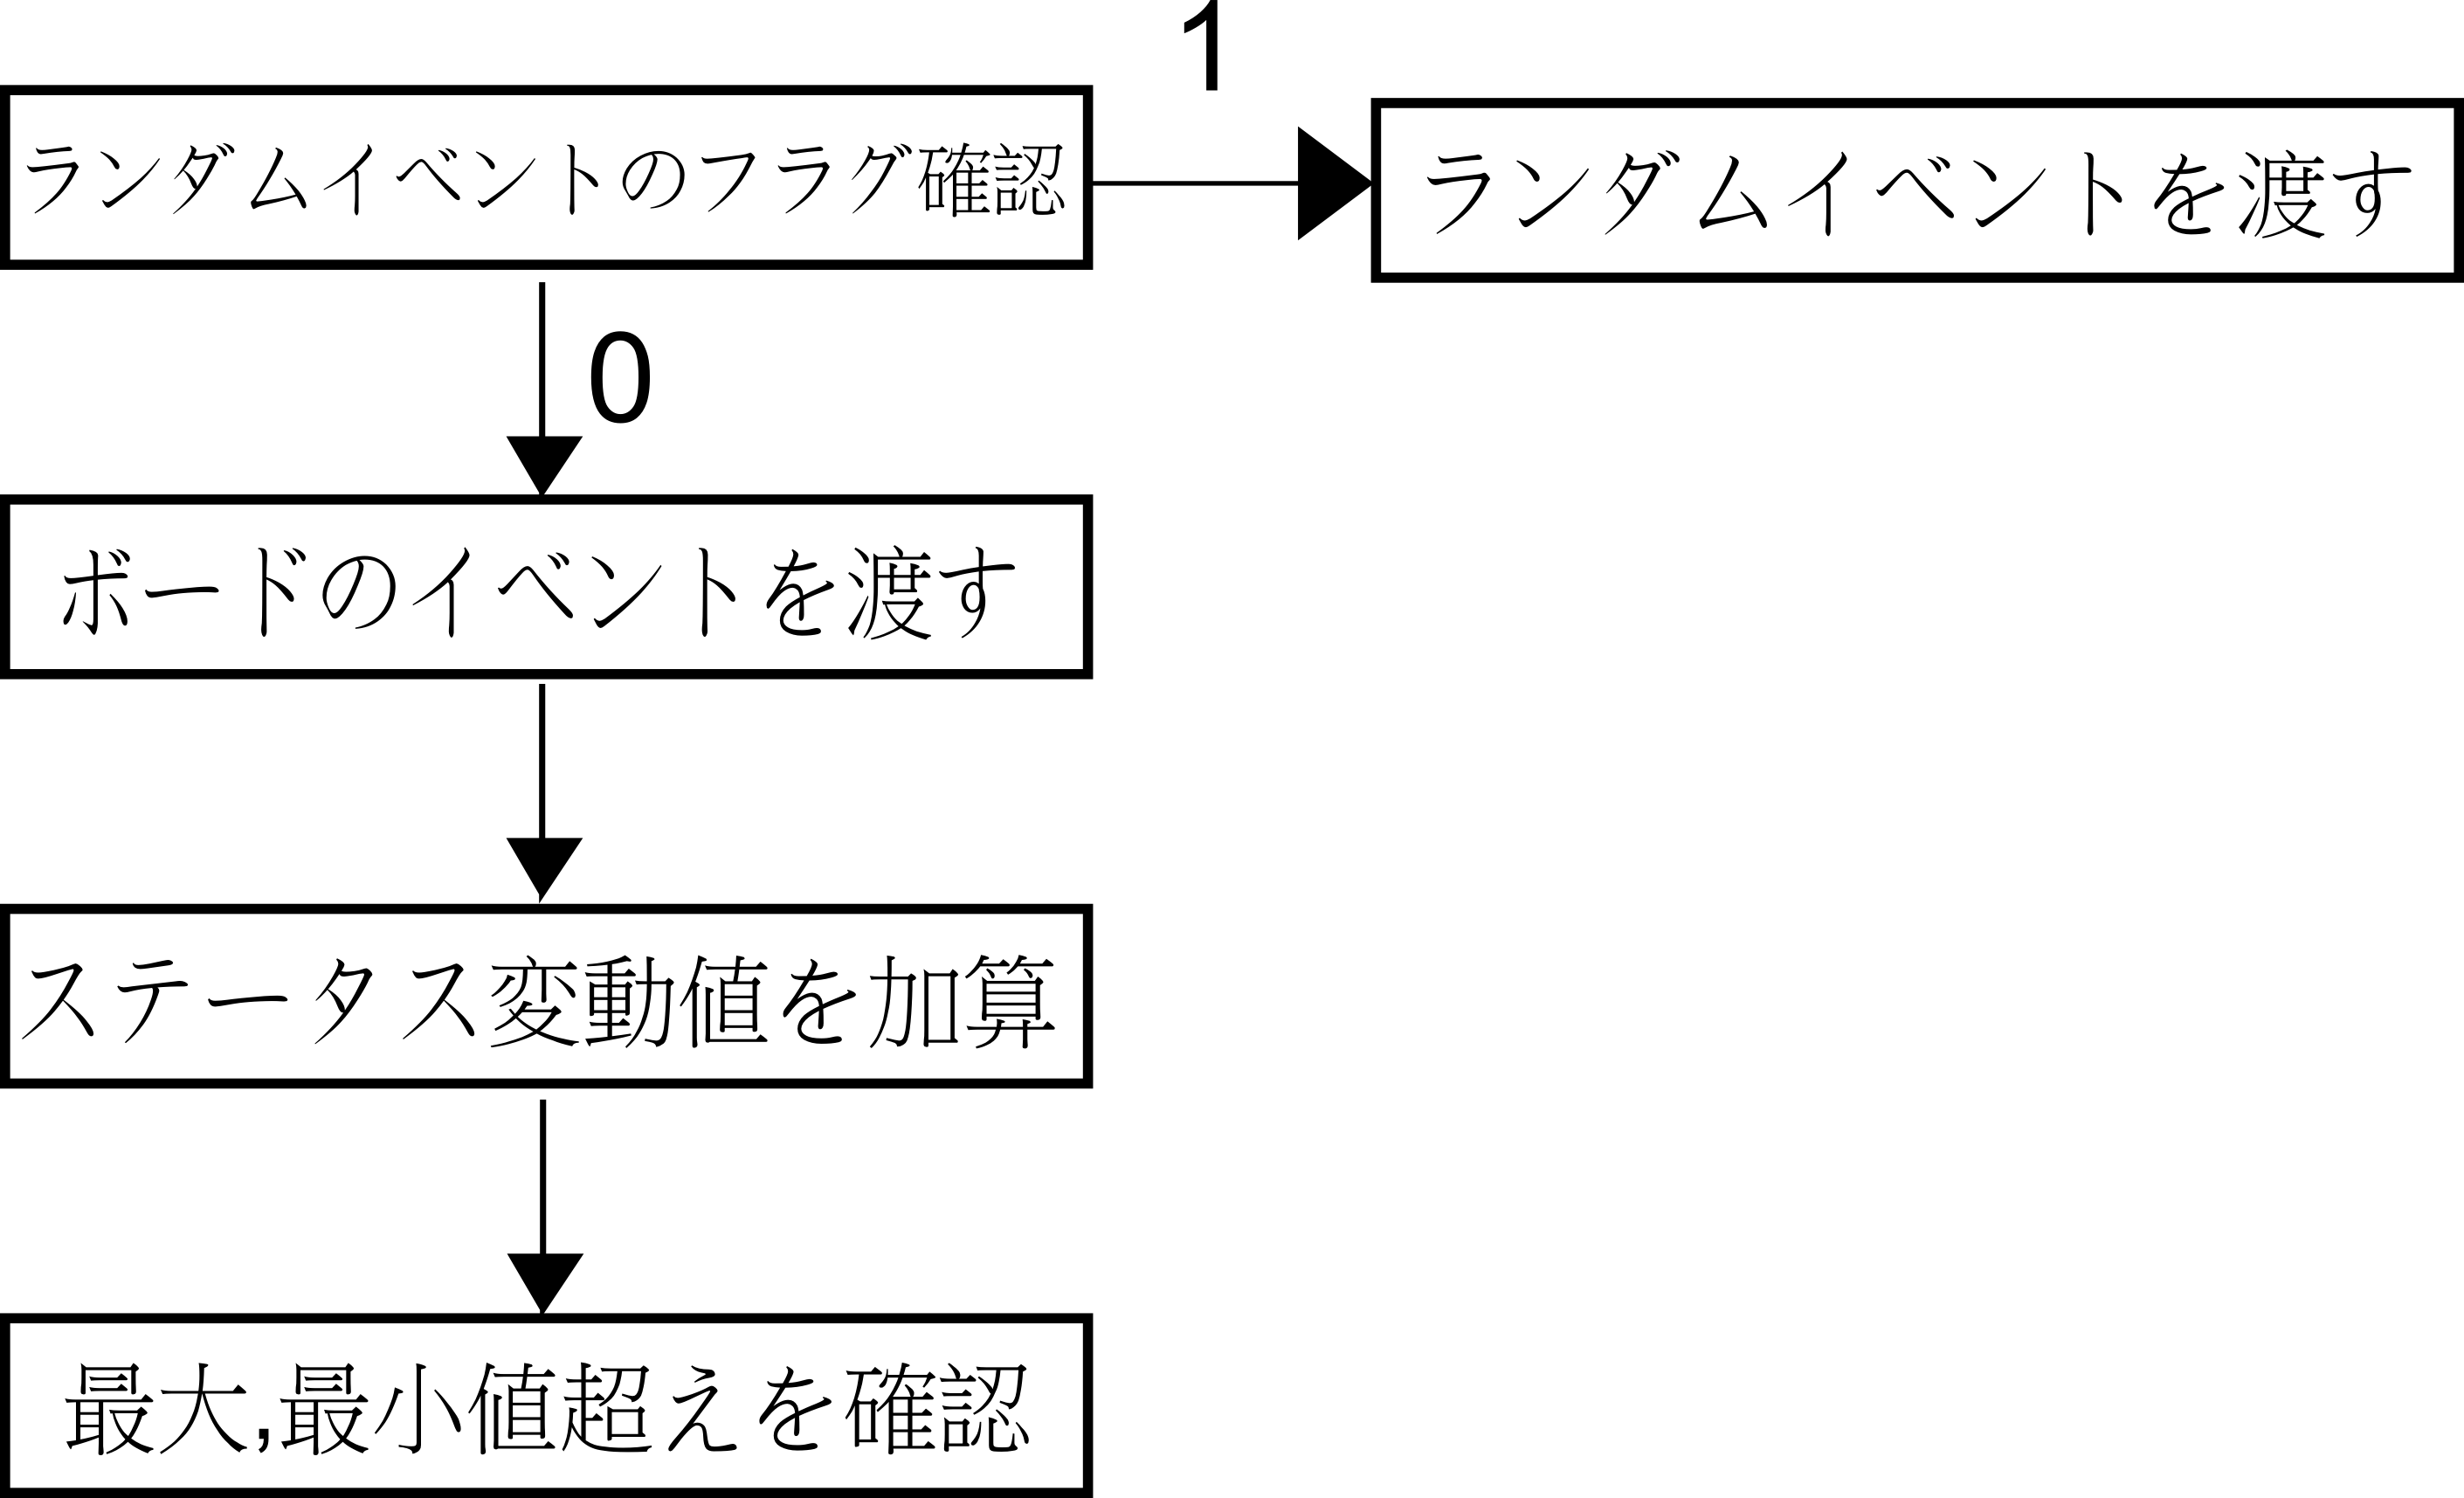 1
ランダムイベントのフラグ確認
ランダムイベントを渡す
0
ボードのイベントを渡す
ステータス変動値を加算
最大,最小値超えを確認